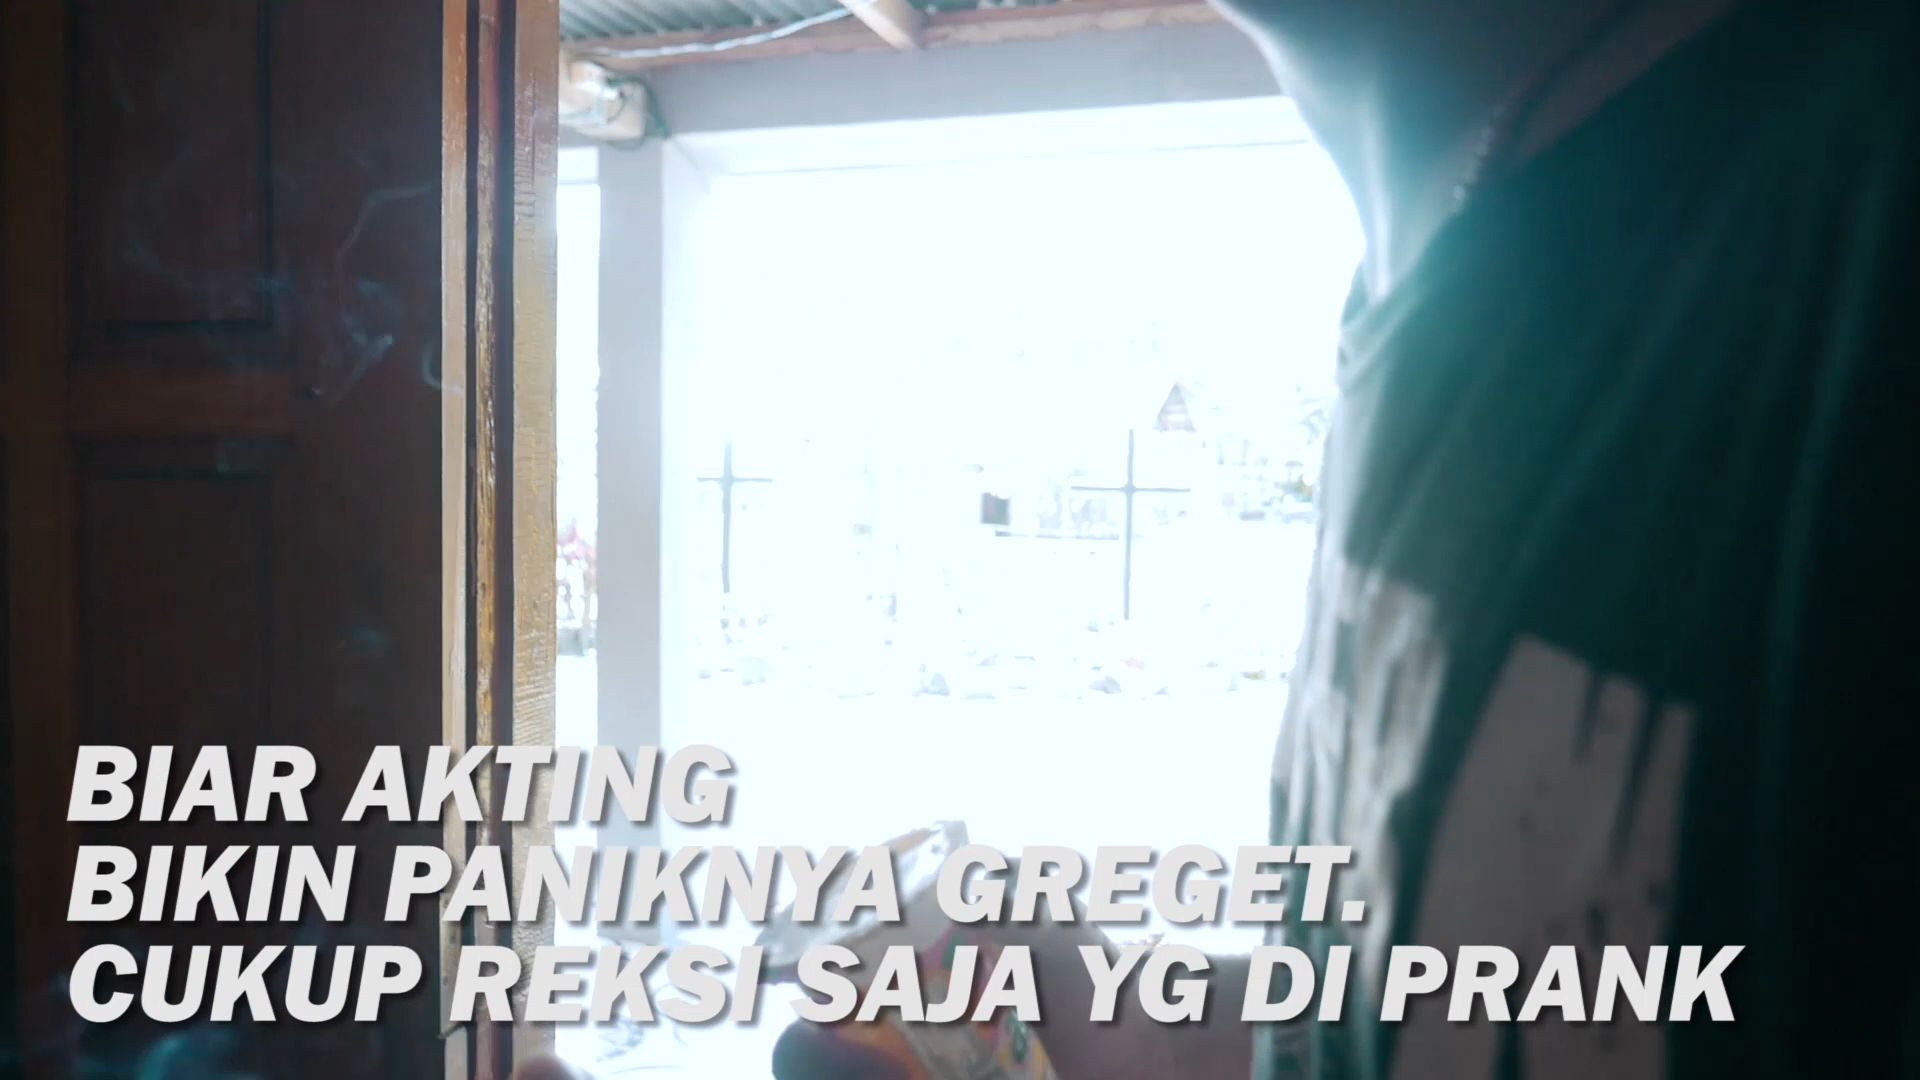 BIAR AKTING
BIKIN PANIKNYA GREGET.
CUKUP REKSI SAJA YG DI PRANK